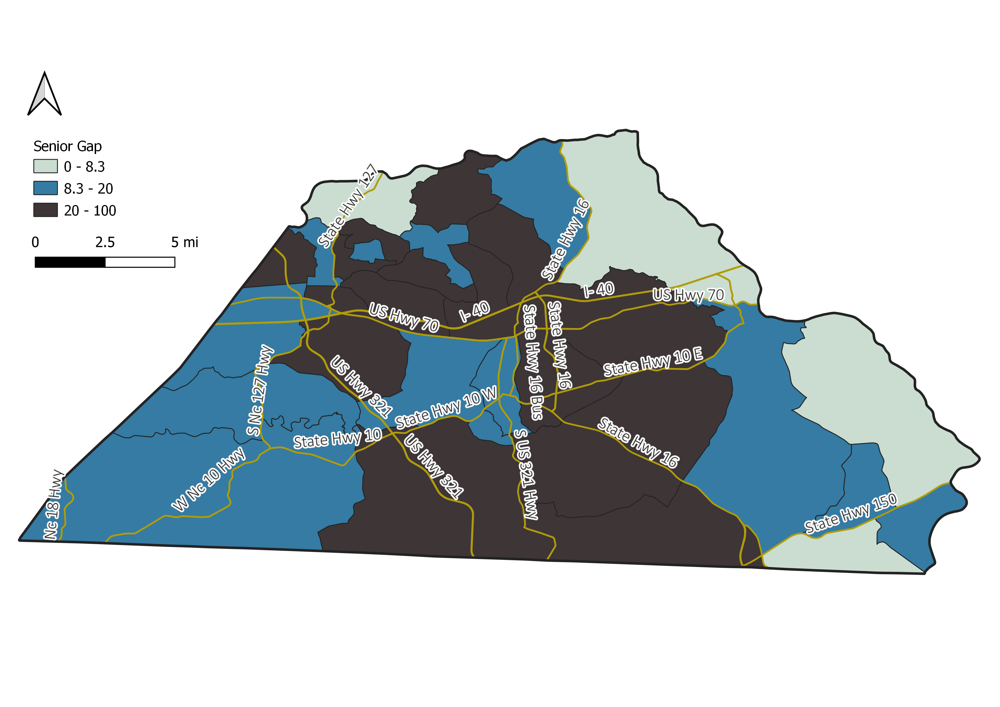 Senior Gap
0 - 8.3
8.3 - 20
20 - 100
0 2.5 5 mi
State Hwy 127
State Hwy 16
I- 40
US Hwy 70
US Hwy 70
I- 40
State Hwy 16 Bus
State Hwy 16
State Hwy 10 E
S Nc 127 Hwy
US Hwy 321
State Hwy 10 W
State Hwy 10
US Hwy 321
S US 321 Hwy
State Hwy 16
W Nc 10 Hwy
Nc 18 Hwy
State Hwy 150